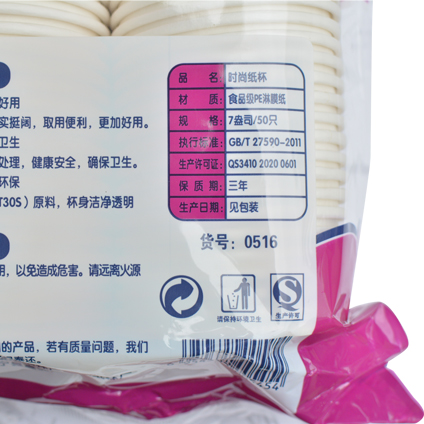 品 名: 时尚纸杯
材 质: 食品级PE淋膜纸
规 格: 7盎司/50只
执行标准: GB/T 27590-2011
生产许可证: QS3410 2020 0601
保 质 期: 三年
生产日期: 见包装
货号: 0516
好用
实挺阔，取用便利，更加好用。
卫生
处理，健康安全，确保卫生。
环保
T30S）原料，杯身洁净透明
用，以免造成危害。请远离火源
请保持环境卫生
QS
生产许可
的产品，若有质量问题，我们